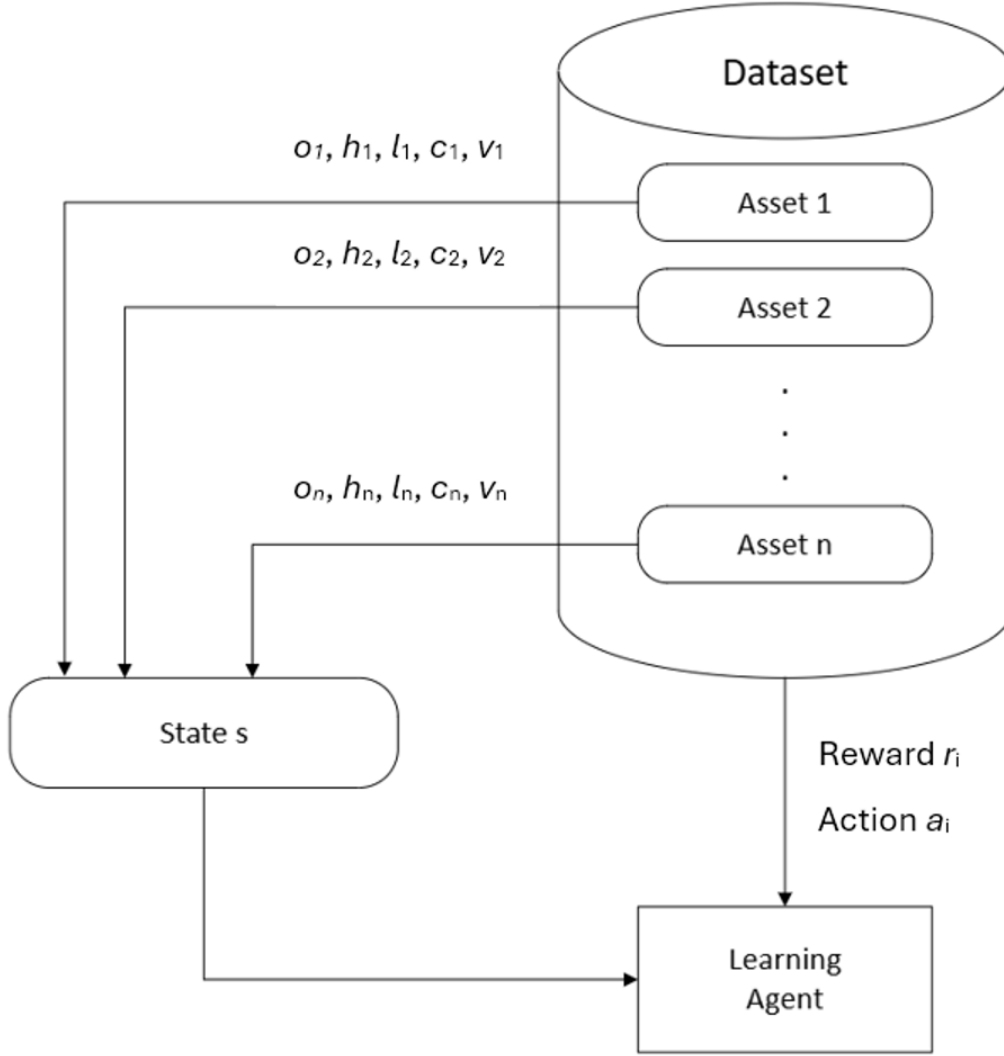 Dataset
o₁, h₁, l₁, c₁, v₁
Asset 1
o₂, h₂, l₂, c₂, v₂
Asset 2
.
.
.
oₙ, hₙ, lₙ, cₙ, vₙ
Asset n
State s
Reward rᵢ
Action aᵢ
Learning
Agent